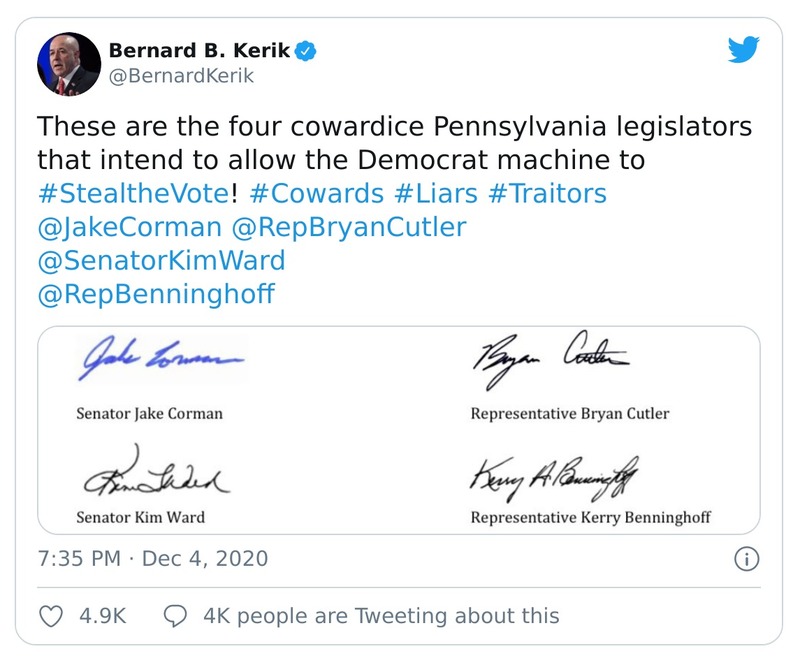 Bernard B. Kerik
@BernardKerik
These are the four cowardice Pennsylvania legislators
that intend to allow the Democrat machine to
#StealtheVote! #Cowards #Liars #Traitors
@JakeCorman @RepBryanCutler
@SenatorKimWard
@RepBenninghoff
Jake Corman
Bryan Cutler
Senator Jake Corman
Representative Bryan Cutler
Kim Ward
Kerry A Benninghoff
Senator Kim Ward
Representative Kerry Benninghoff
7:35 PM · Dec 4, 2020
4.9K
4K people are Tweeting about this